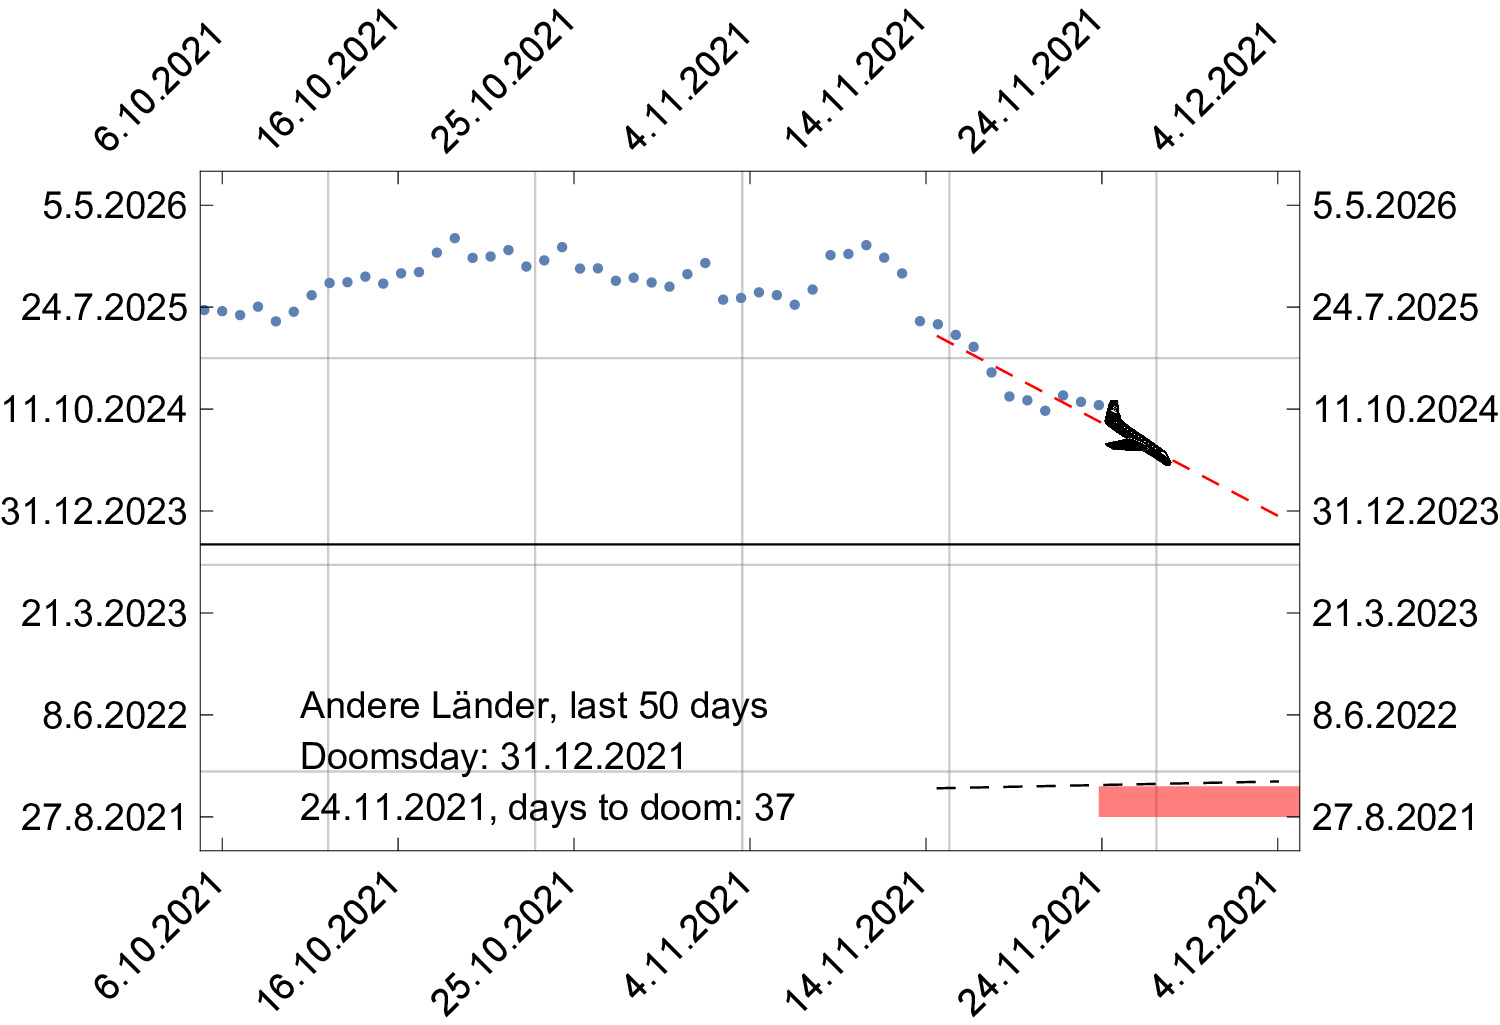 6.10.2021 16.10.2021 25.10.2021 4.11.2021 14.11.2021 24.11.2021 4.12.2021
5.5.2026 5.5.2026
24.7.2025 24.7.2025
11.10.2024 11.10.2024
31.12.2023 31.12.2023
21.3.2023 21.3.2023
8.6.2022 8.6.2022
Andere Länder, last 50 days
Doomsday: 31.12.2021
24.11.2021, days to doom: 37
27.8.2021 27.8.2021
6.10.2021 16.10.2021 25.10.2021 4.11.2021 14.11.2021 24.11.2021 4.12.2021